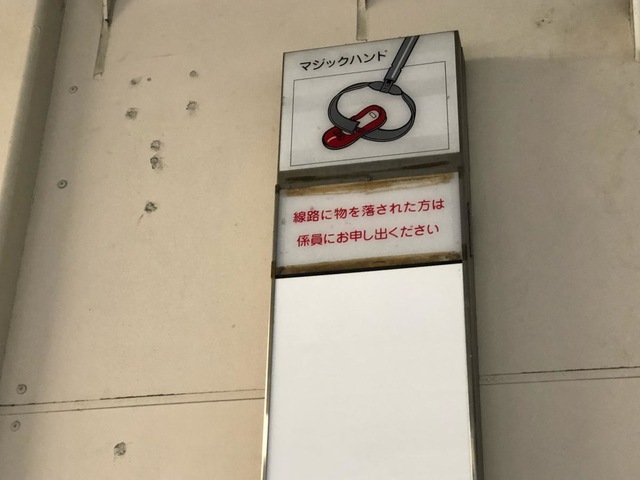 マジックハンド
線路に物を落された方は
係員にお申し出ください